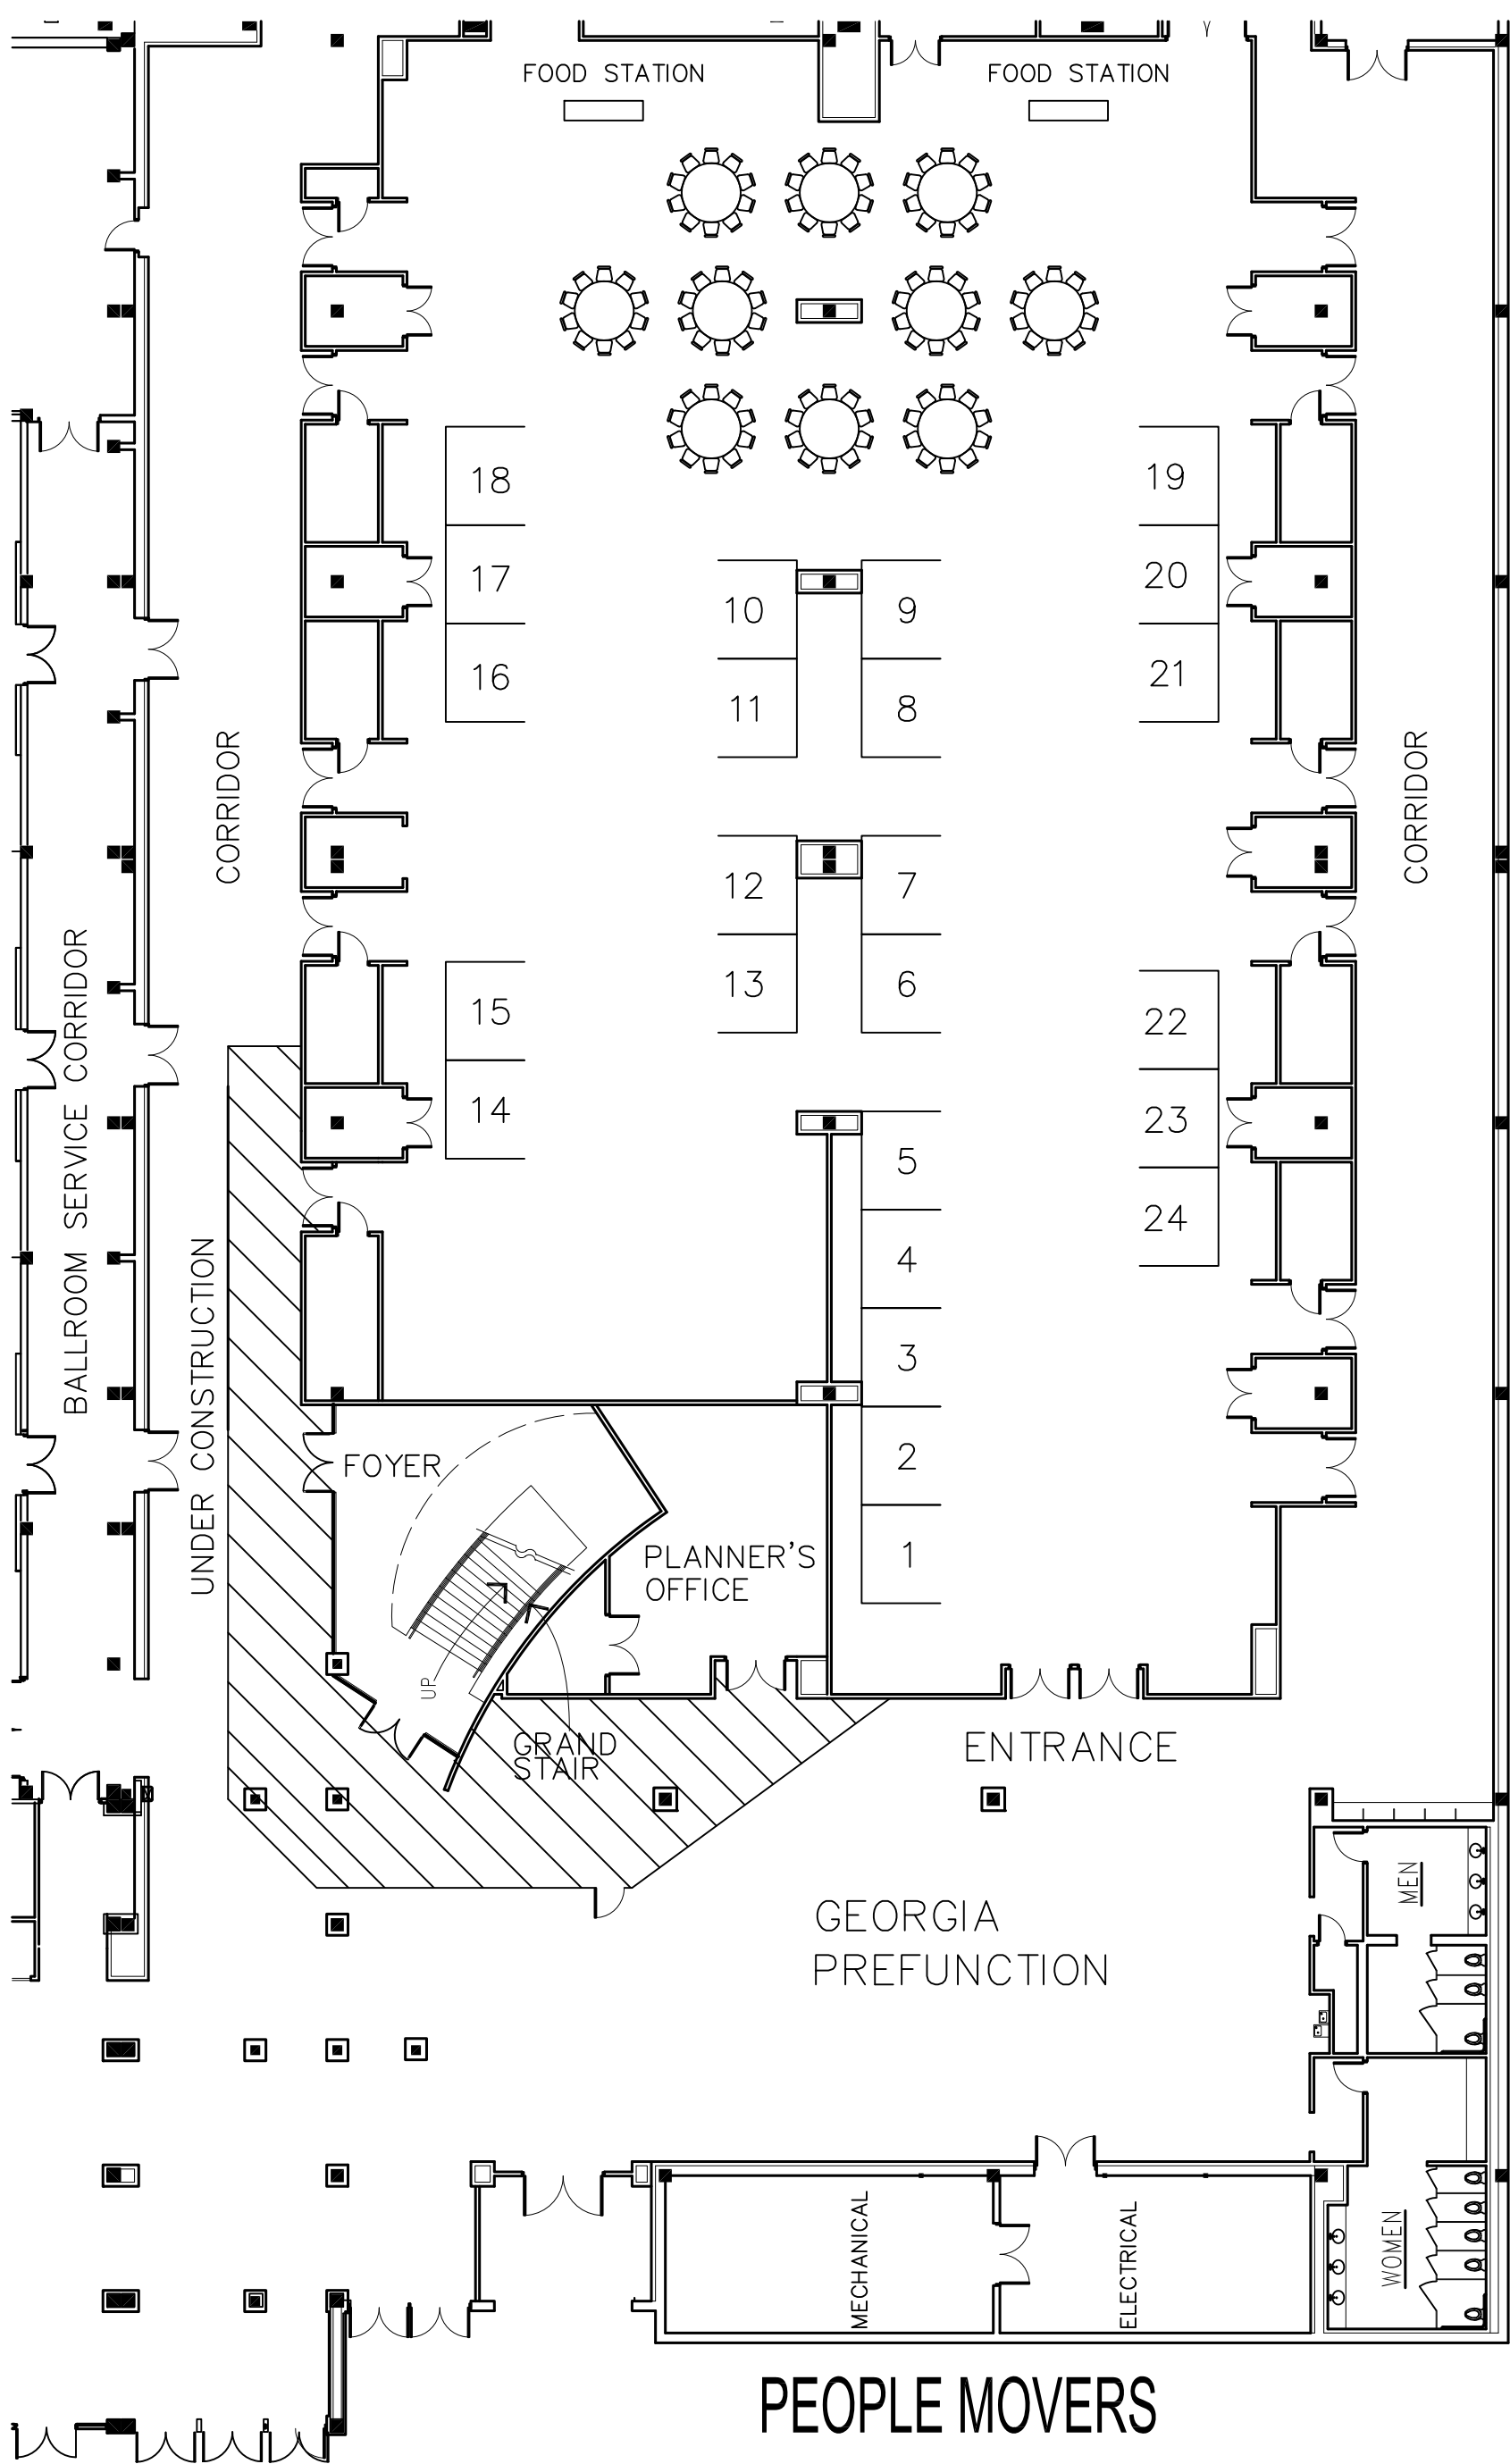 FOOD STATION
FOOD STATION
18
19
17
20
10
9
16
21
11
8
CORRIDOR
CORRIDOR
12
7
13
6
15
22
14
23
5
24
4
3
BALLROOM SERVICE CORRIDOR
UNDER CONSTRUCTION
2
FOYER
1
PLANNER'S
OFFICE
UP
GRAND
STAIR
ENTRANCE
MEN
GEORGIA
PREFUNCTION
WOMEN
MECHANICAL
ELECTRICAL
PEOPLE MOVERS